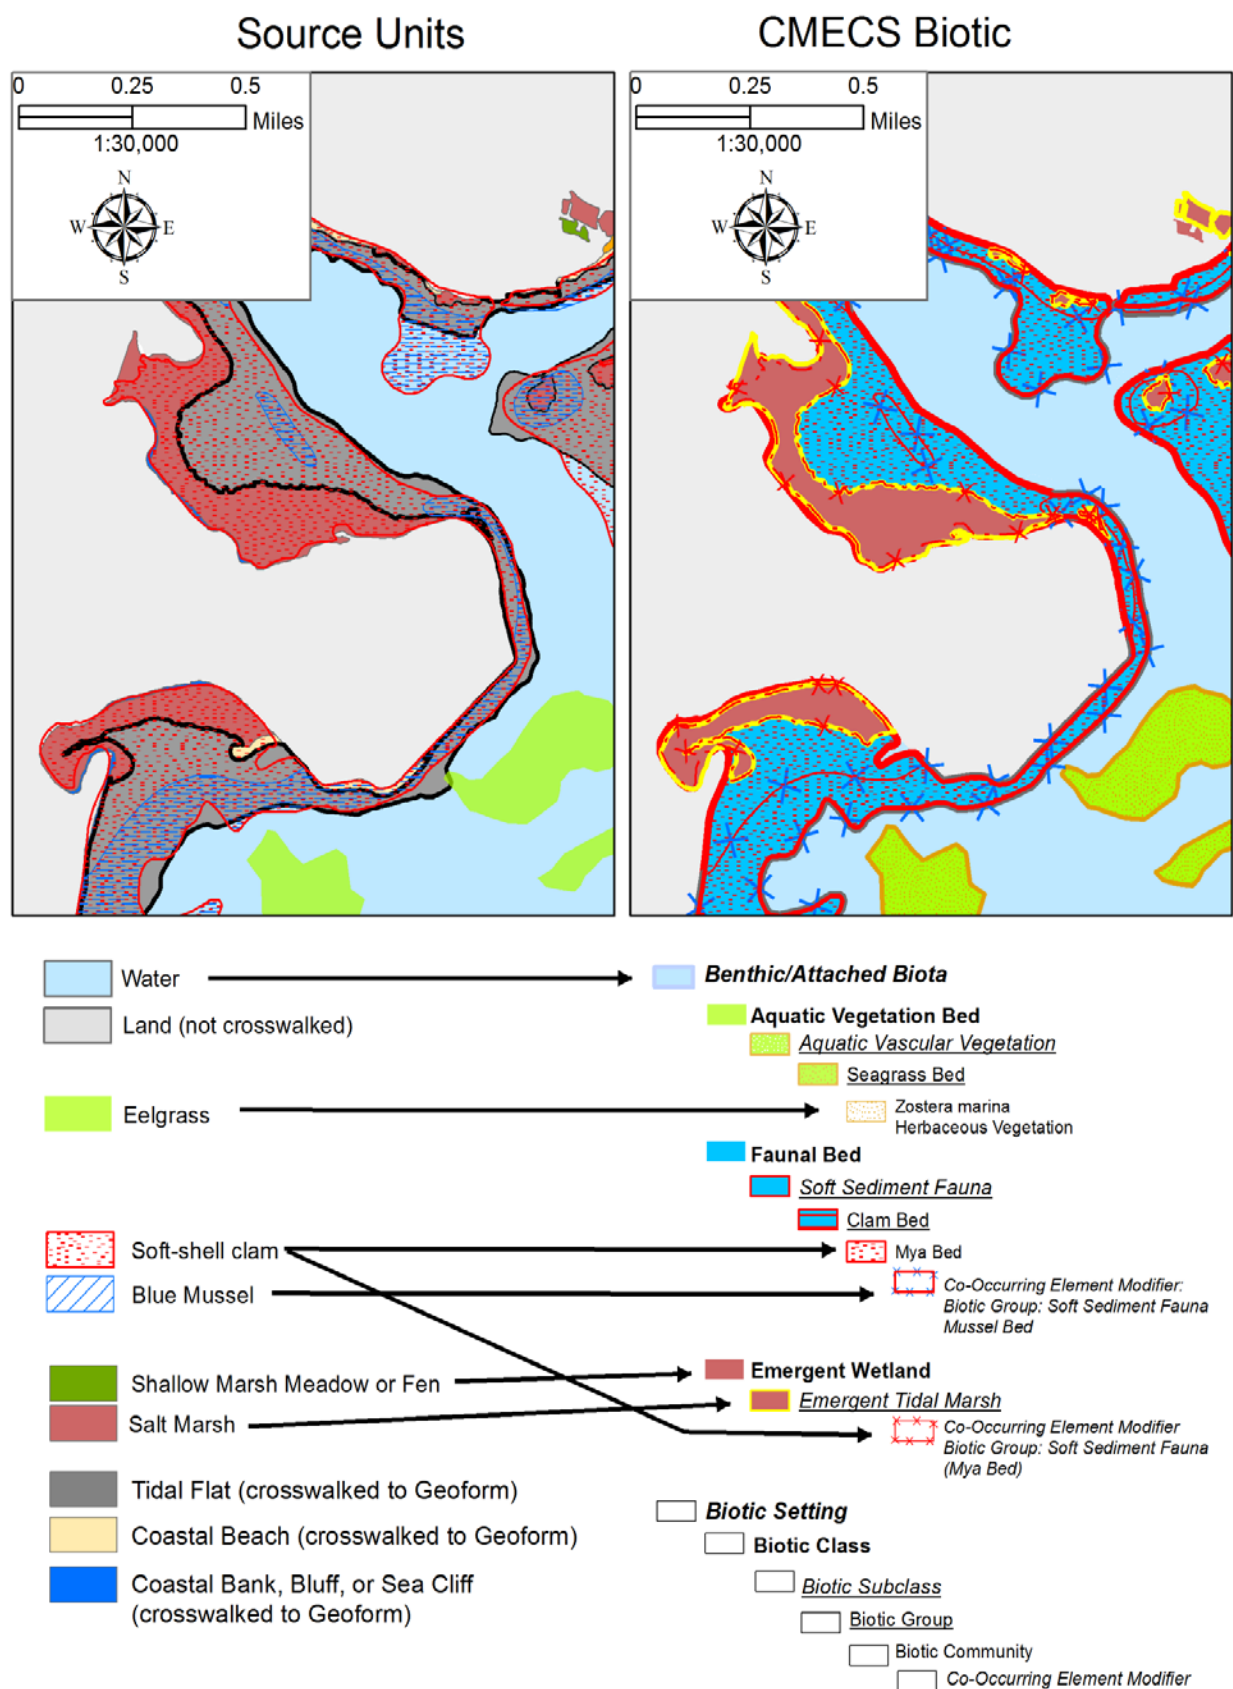 Source Units
CMECS Biotic
0 0.25 0.5
Miles
1:30,000
N
W E
S
0 0.25 0.5
Miles
1:30,000
N
W E
S
Water
Land (not crosswalked)
Eelgrass
Soft-shell clam
Blue Mussel
Shallow Marsh Meadow or Fen
Salt Marsh
Tidal Flat (crosswalked to Geoform)
Coastal Beach (crosswalked to Geoform)
Coastal Bank, Bluff, or Sea Cliff
(crosswalked to Geoform)
Benthic/Attached Biota
Aquatic Vegetation Bed
Aquatic Vascular Vegetation
Seagrass Bed
Zostera marina
Herbaceous Vegetation
Faunal Bed
Soft Sediment Fauna
Clam Bed
Mya Bed
Co-Occurring Element Modifier:
Biotic Group: Soft Sediment Fauna
Mussel Bed
Emergent Wetland
Emergent Tidal Marsh
Co-Occurring Element Modifier
Biotic Group: Soft Sediment Fauna
(Mya Bed)
Biotic Setting
Biotic Class
Biotic Subclass
Biotic Group
Biotic Community
Co-Occurring Element Modifier